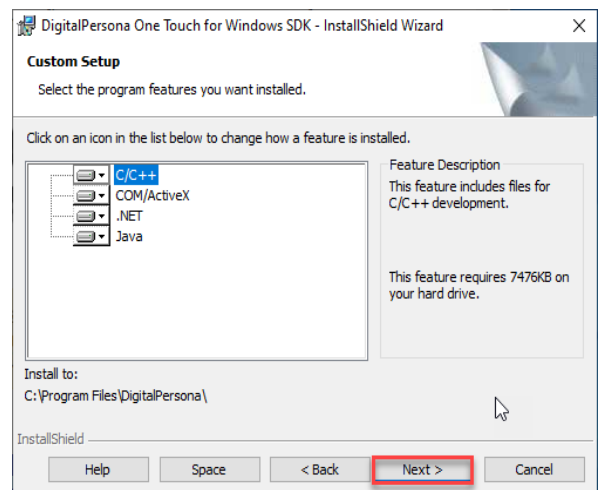 DigitalPersona One Touch for Windows SDK - InstallShield Wizard
Custom Setup
Select the program features you want installed.
Click on an icon in the list below to change how a feature is installed.
C/C++
COM/ActiveX
.NET
Java
Feature Description
This feature includes files for
C/C++ development.
This feature requires 7476KB on
your hard drive.
Install to:
C:\Program Files\DigitalPersona\
InstallShield
Help
Space
< Back
Next >
Cancel